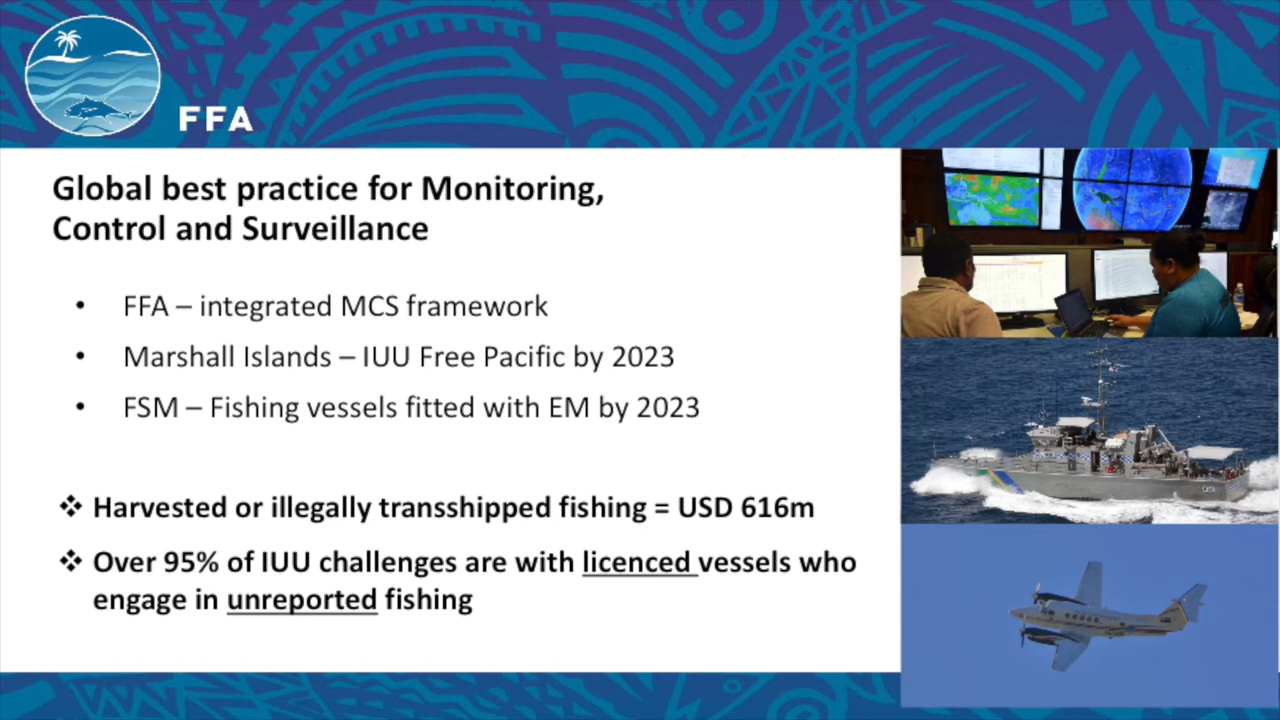 FFA
Global best practice for Monitoring,
Control and Surveillance
• FFA – integrated MCS framework
• Marshall Islands – IUU Free Pacific by 2023
• FSM – Fishing vessels fitted with EM by 2023
❖ Harvested or illegally transshipped fishing = USD 616m
❖ Over 95% of IUU challenges are with licenced vessels who
engage in unreported fishing